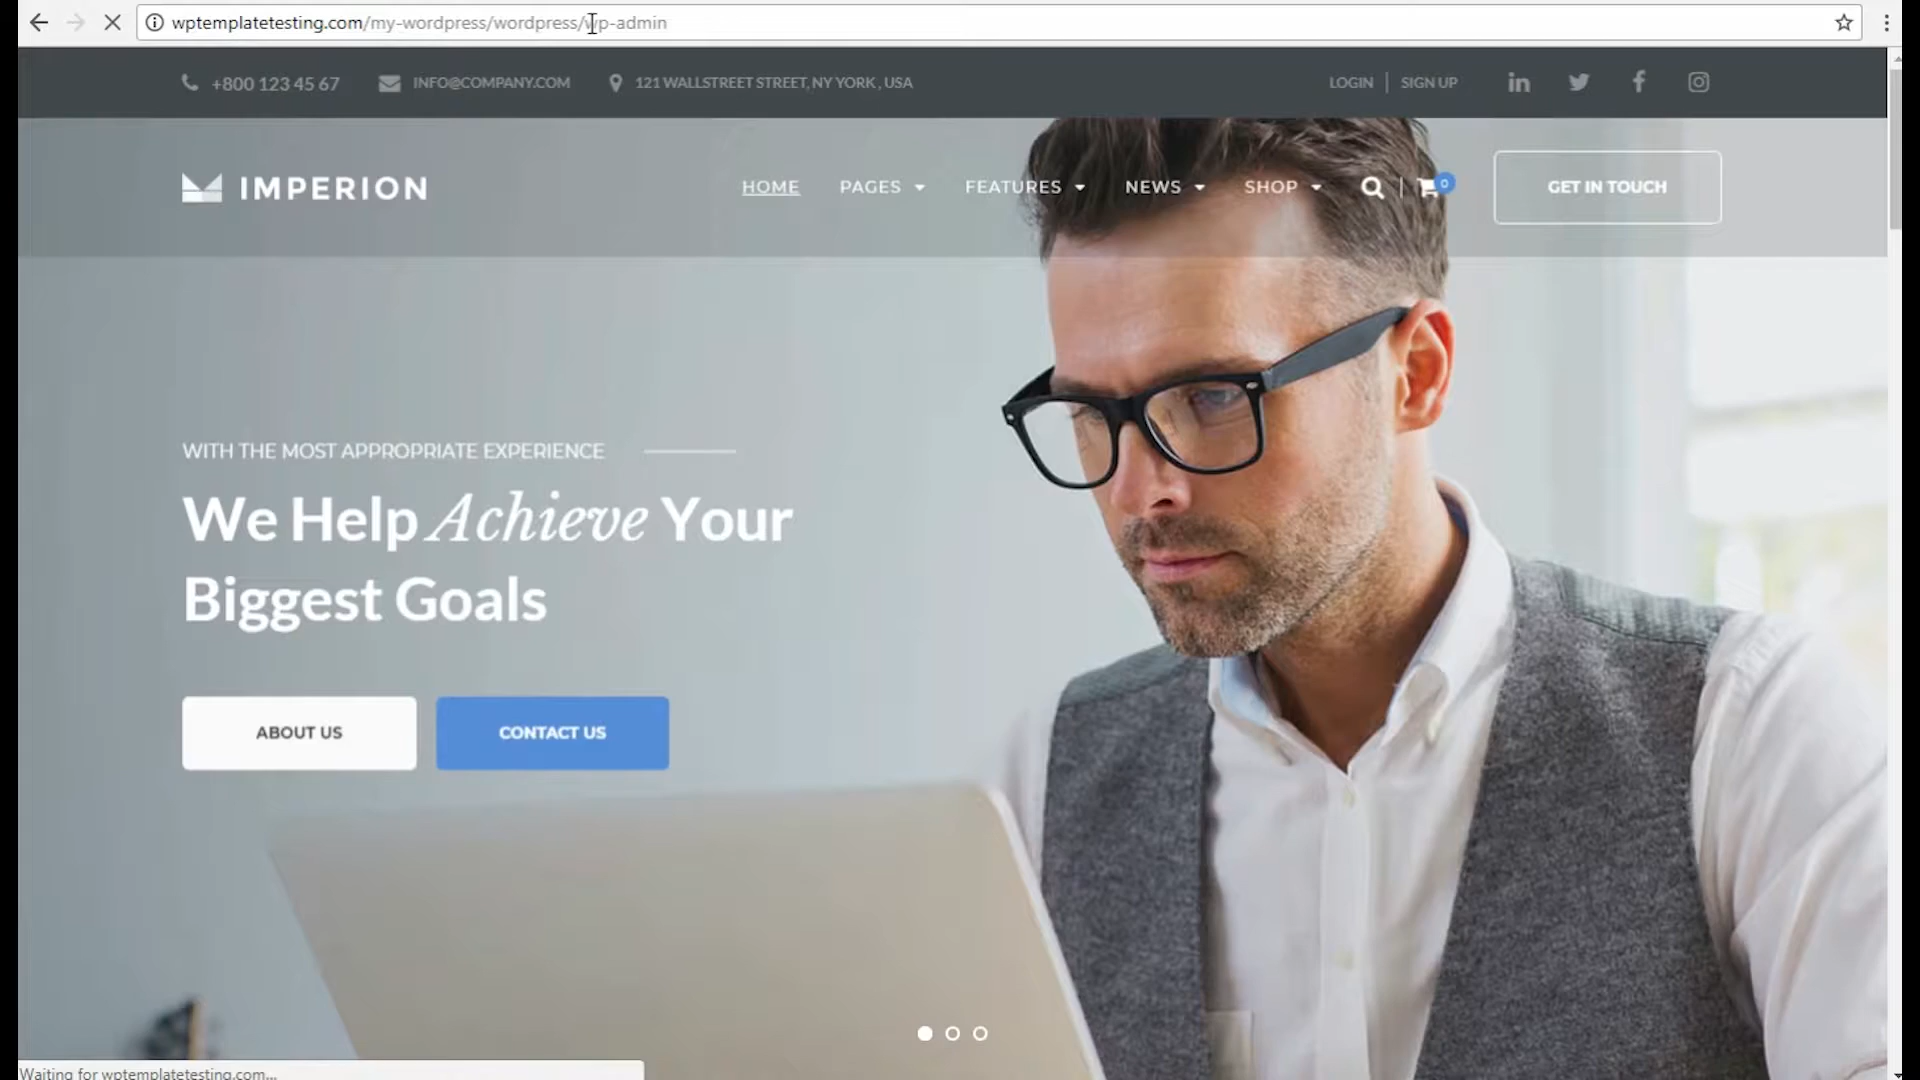 wptemplatetesting.com/my-wordpress/wordpress/wp-admin
+800 123 45 67 INFO@COMPANY.COM 121 WALLSTREET STREET, NY YORK , USA LOGIN | SIGN UP
IMPERION HOME PAGES FEATURES NEWS SHOP | 0 GET IN TOUCH
WITH THE MOST APPROPRIATE EXPERIENCE
We Help Achieve Your
Biggest Goals
ABOUT US CONTACT US
Waiting for wptemplatetesting.com...